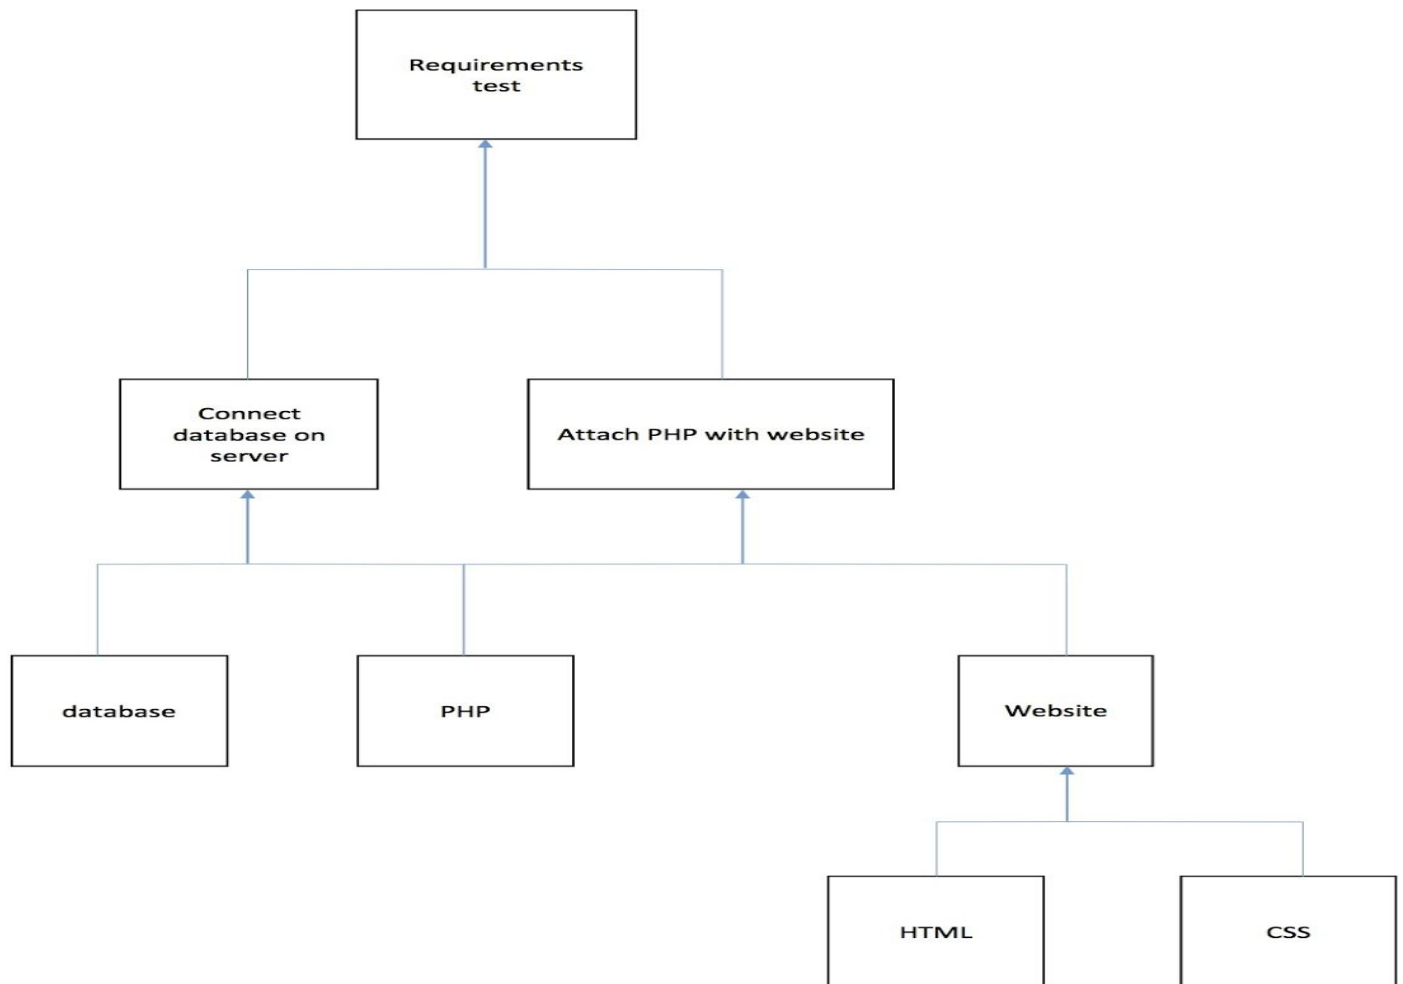 Requirements
test
Connect
database on
server
Attach PHP with website
database
PHP
Website
HTML
CSS